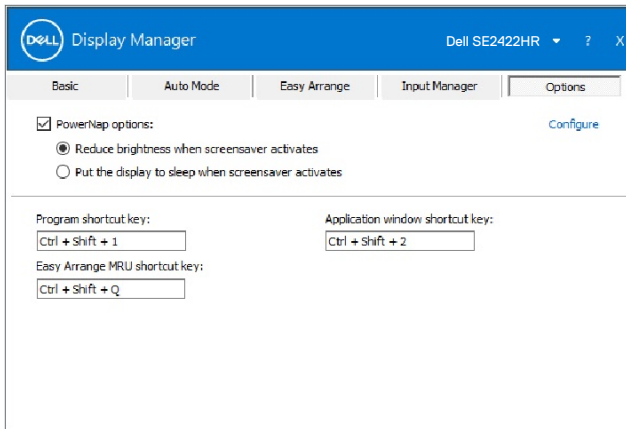 DELL Display Manager
Dell SE2422HR ? X
Basic Auto Mode Easy Arrange Input Manager Options
PowerNap options: Configure
Reduce brightness when screensaver activates
Put the display to sleep when screensaver activates
Program shortcut key: Application window shortcut key:
Ctrl + Shift + 1 Ctrl + Shift + 2
Easy Arrange MRU shortcut key:
Ctrl + Shift + Q